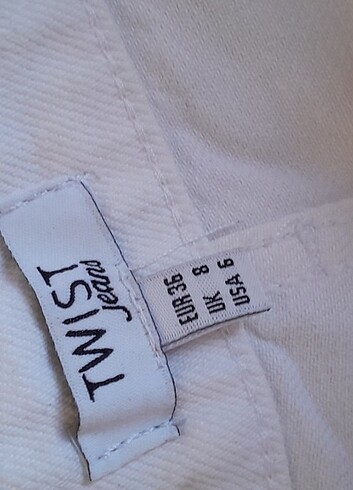 TWIST
jeans
EUR 36
UK 8
USA 6